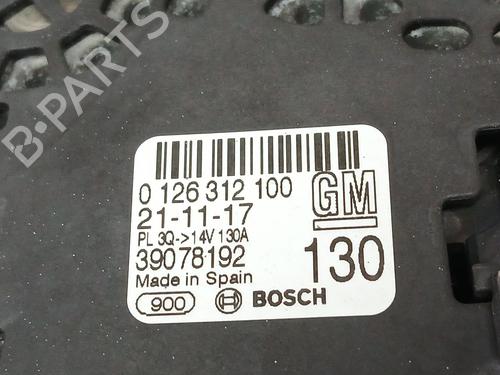 B-PARTS
0 126 312 100
21-11-17
GM
PL 3Q->14V 130A
39078192
130
Made in Spain
900
BOSCH